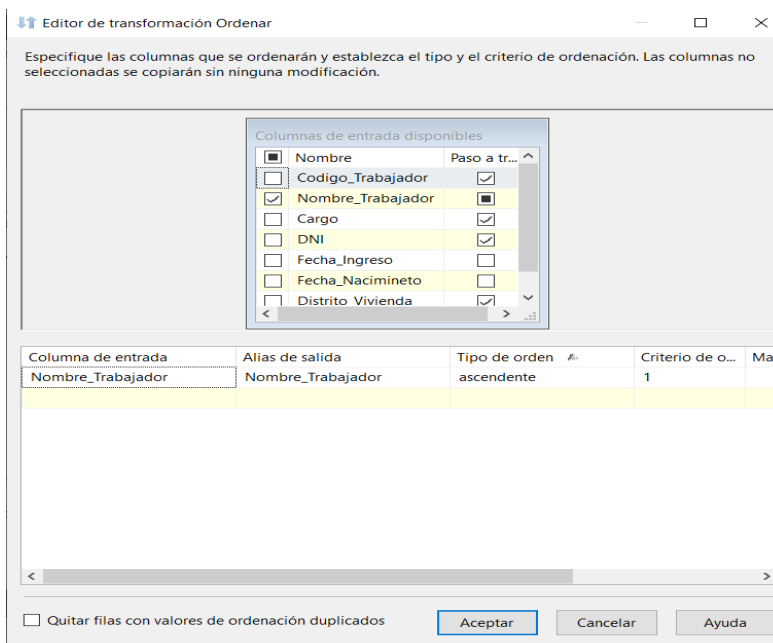 Editor de transformación Ordenar
Especifique las columnas que se ordenarán y establezca el tipo y el criterio de ordenación. Las columnas no
seleccionadas se copiarán sin ninguna modificación.
Columnas de entrada disponibles
Nombre Paso a tr...
Codigo_Trabajador
Nombre_Trabajador
Cargo
DNI
Fecha_Ingreso
Fecha_Nacimineto
Distrito_Vivienda
Columna de entrada Alias de salida Tipo de orden Criterio de o... Ma
Nombre_Trabajador Nombre_Trabajador ascendente 1
Quitar filas con valores de ordenación duplicados Aceptar Cancelar Ayuda